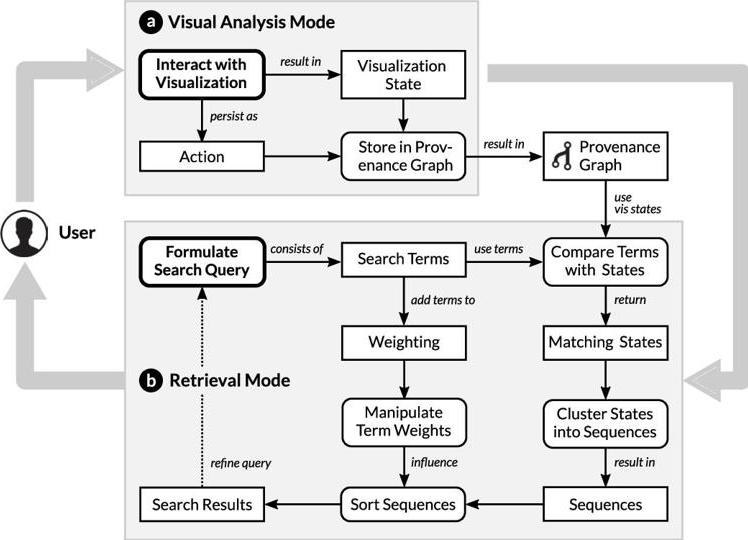 a Visual Analysis Mode
Interact with
Visualization
result in
Visualization
State
persist as
Action
Store in Prov-
enance Graph
result in
Provenance
Graph
use
vis states
User
Formulate
Search Query
consists of
Search Terms
use terms
Compare Terms
with States
add terms to
return
Weighting
Matching States
b Retrieval Mode
Manipulate
Term Weights
Cluster States
into Sequences
refine query
influence
result in
Search Results
Sort Sequences
Sequences